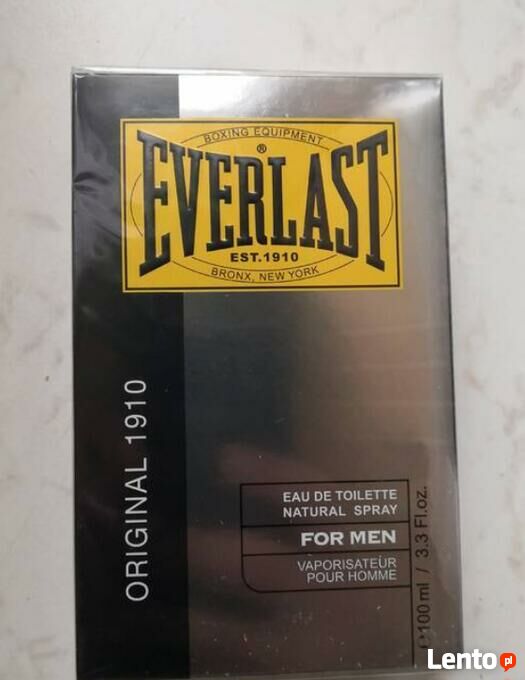 BOXING EQUIPMENT
EVERLAST®
EST.1910
BRONX, NEW YORK
ORIGINAL 1910
EAU DE TOILETTE
NATURAL SPRAY
FOR MEN
VAPORISATEUR
POUR HOMME
℮100 ml / 3.3 Fl.oz.
Lento pl